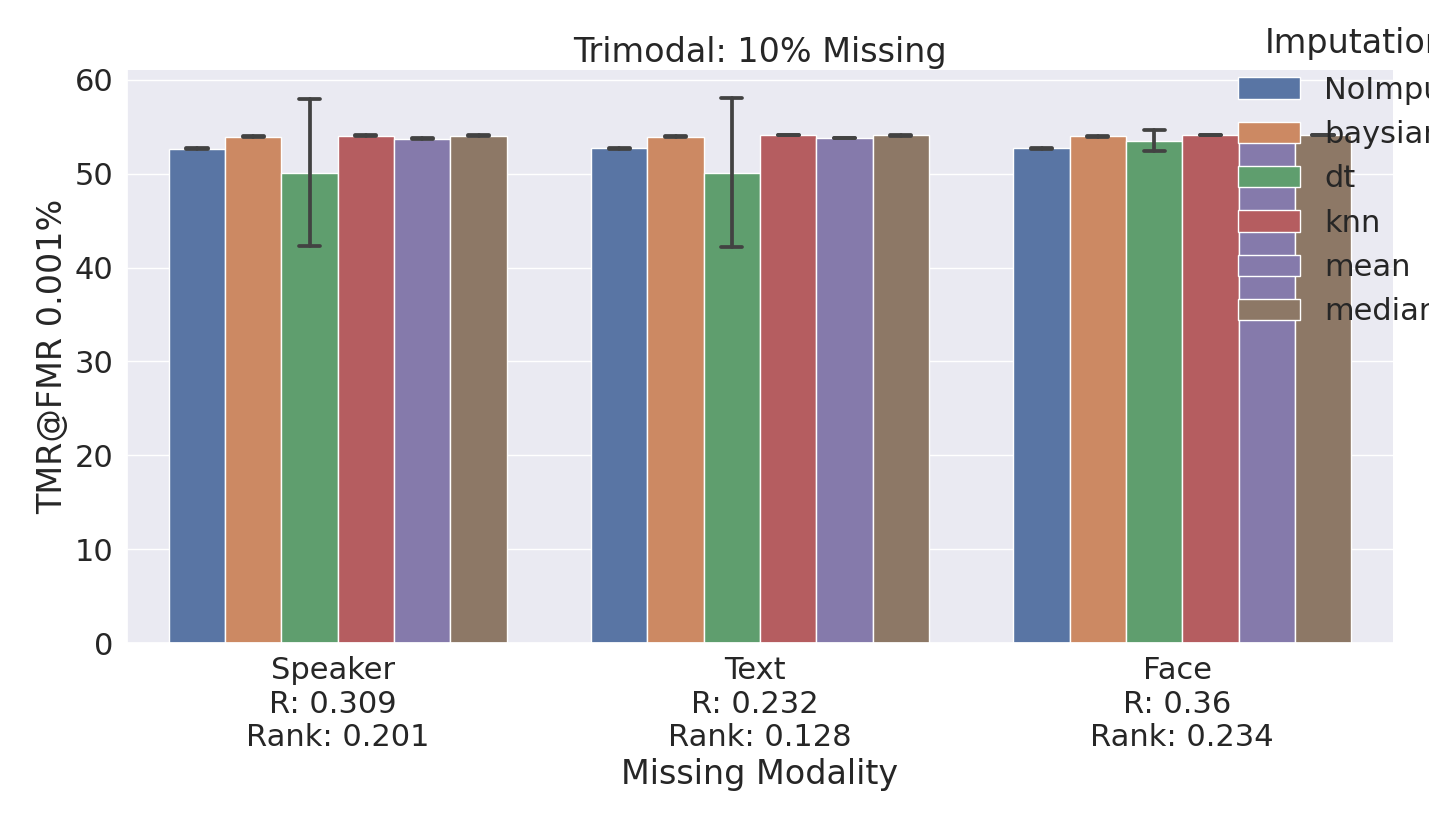 Trimodal: 10% Missing
Imputation
NoImpu
baysian
dt
knn
mean
median
60
50
40
30
20
10
0
TMR@FMR 0.001%
Speaker
R: 0.309
Rank: 0.201
Text
R: 0.232
Rank: 0.128
Face
R: 0.36
Rank: 0.234
Missing Modality